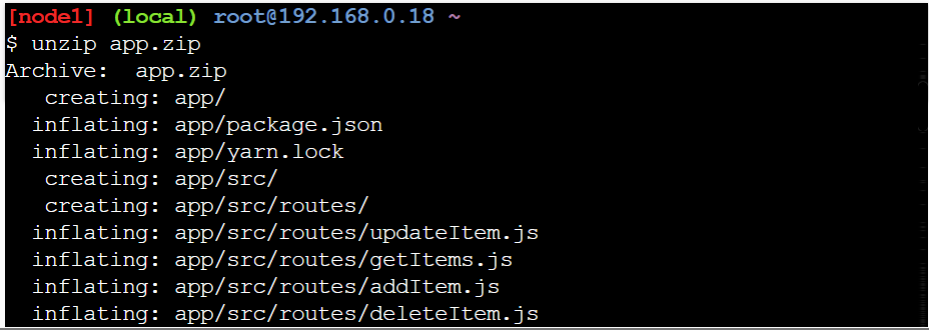 [node1] (local) root@192.168.0.18 ~
$ unzip app.zip
Archive:  app.zip
   creating: app/
  inflating: app/package.json
  inflating: app/yarn.lock
   creating: app/src/
   creating: app/src/routes/
  inflating: app/src/routes/updateItem.js
  inflating: app/src/routes/getItems.js
  inflating: app/src/routes/addItem.js
  inflating: app/src/routes/deleteItem.js